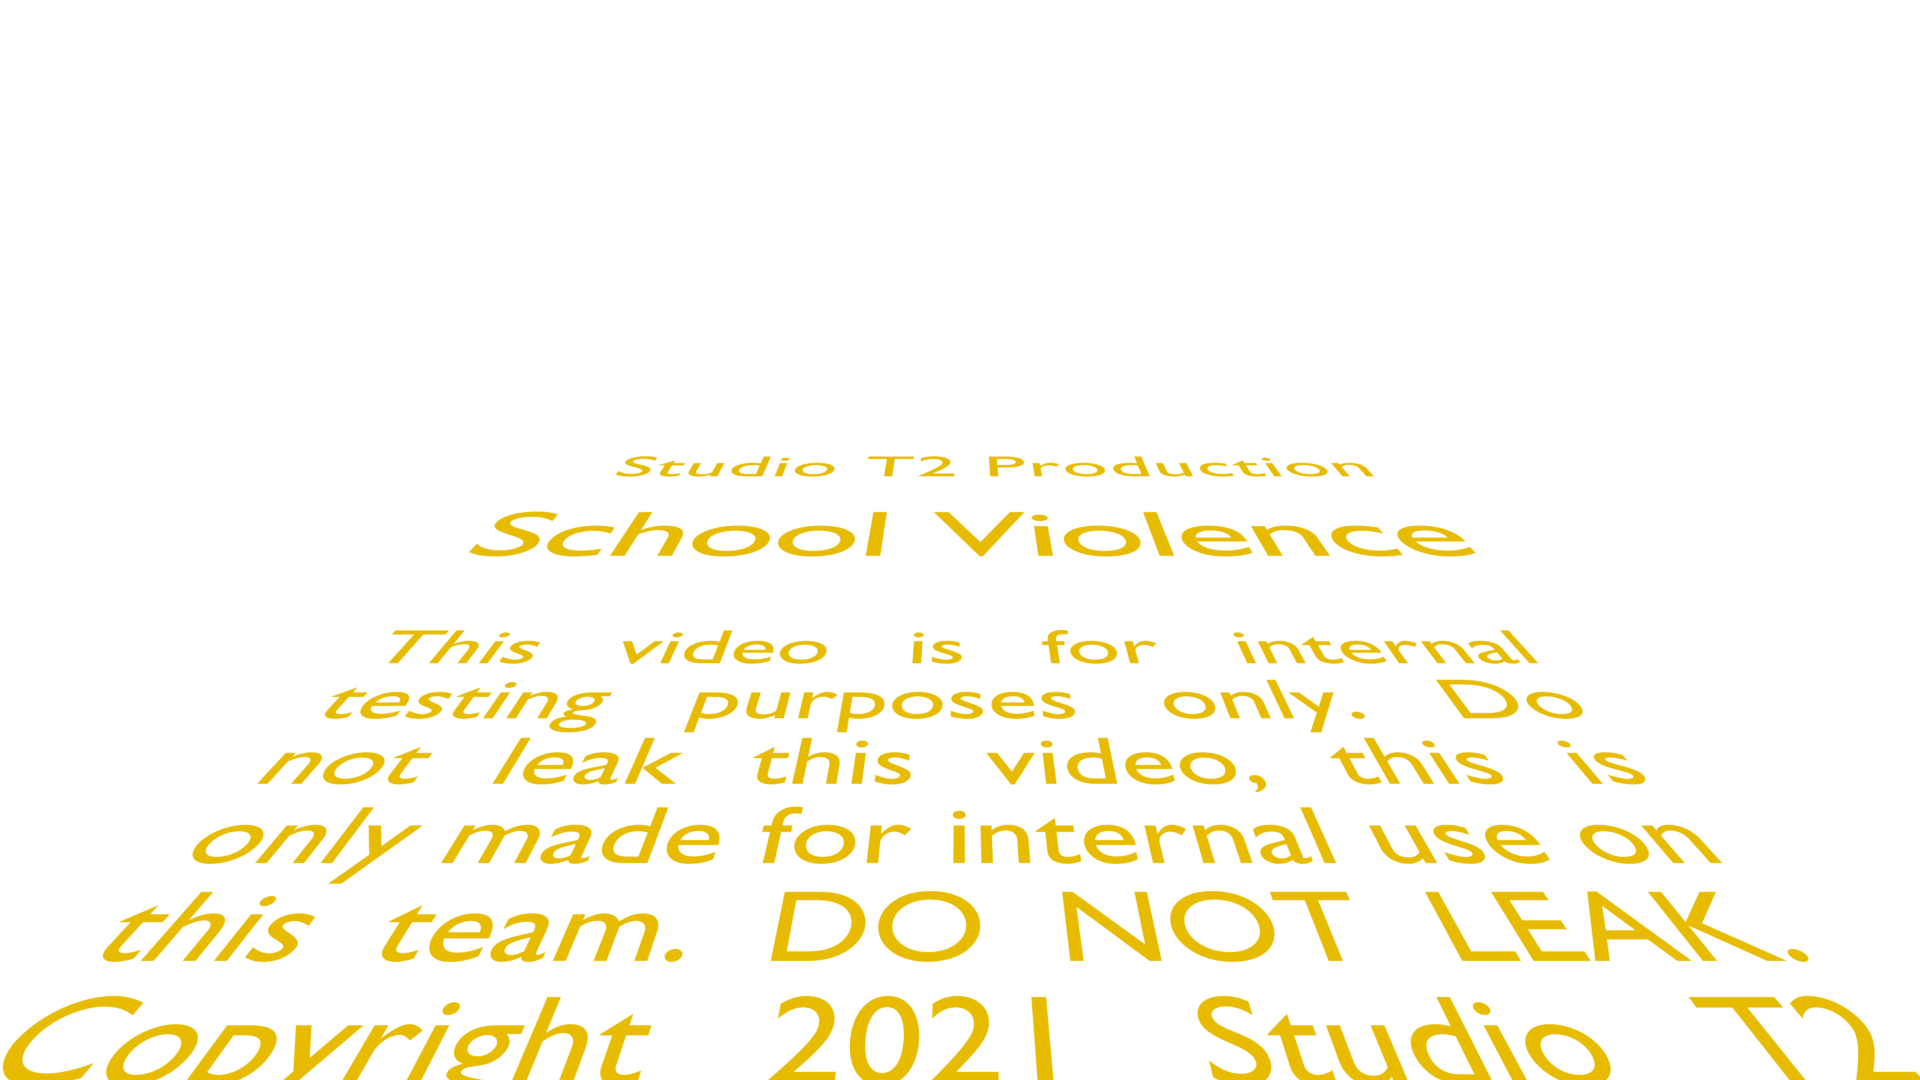 Studio T2 Production
School Violence
This video is for internal
testing purposes only. Do
not leak this video, this is
only made for internal use on
this team. DO NOT LEAK.
Copyright 2021 Studio T2